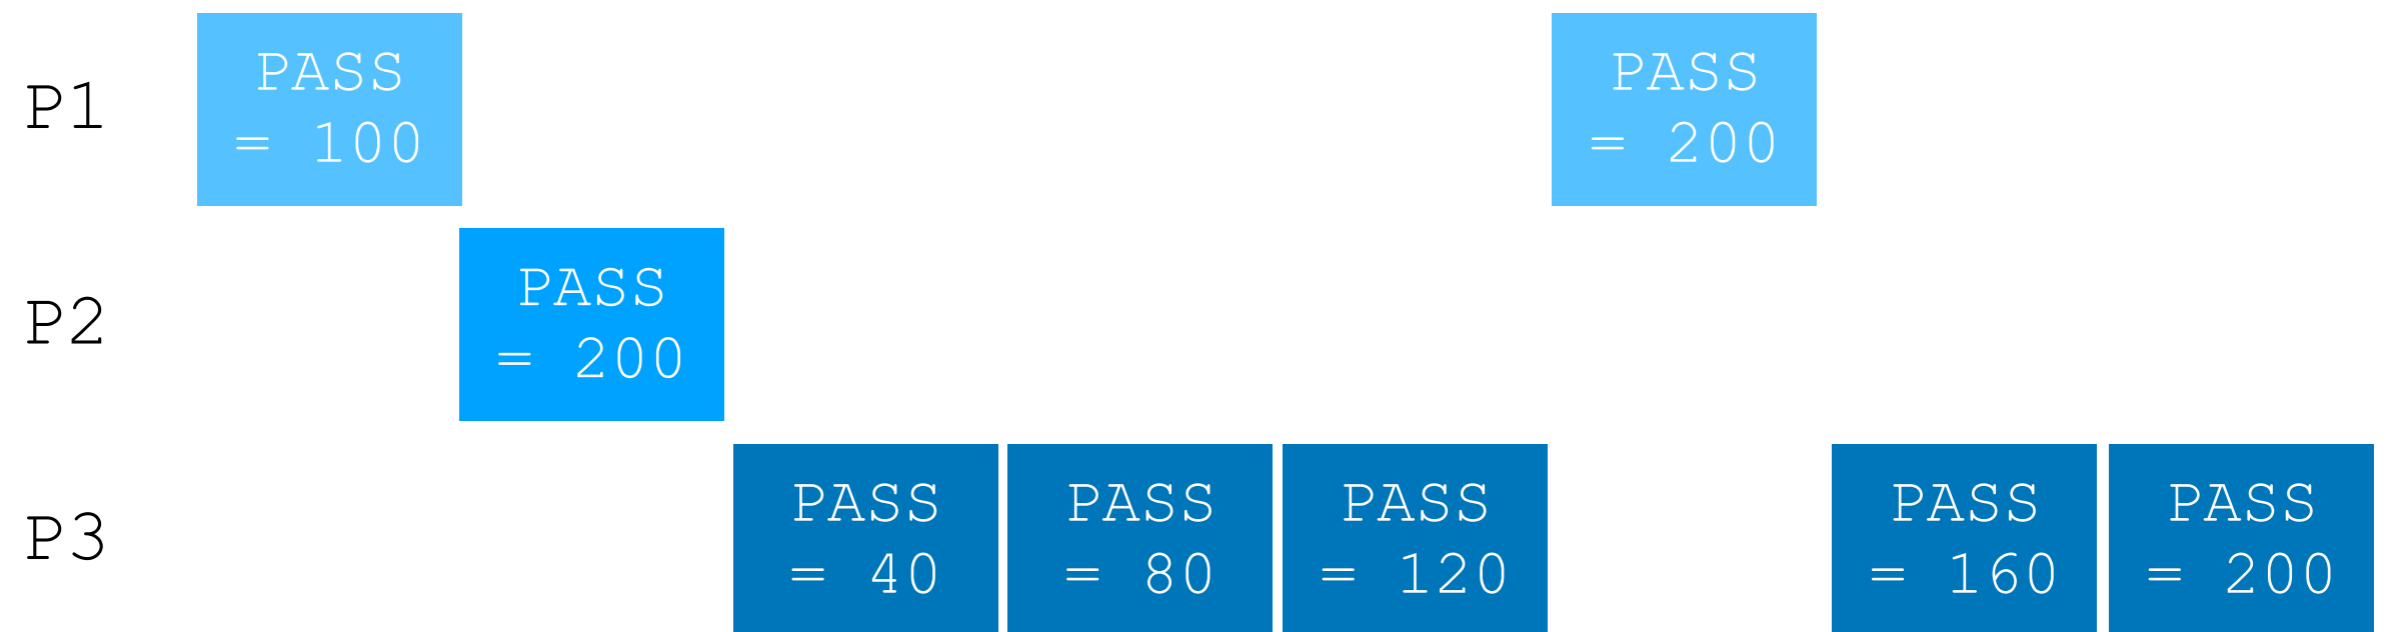 P1
PASS
= 100
PASS
= 200
P2
PASS
= 200
P3
PASS
= 40
PASS
= 80
PASS
= 120
PASS
= 160
PASS
= 200